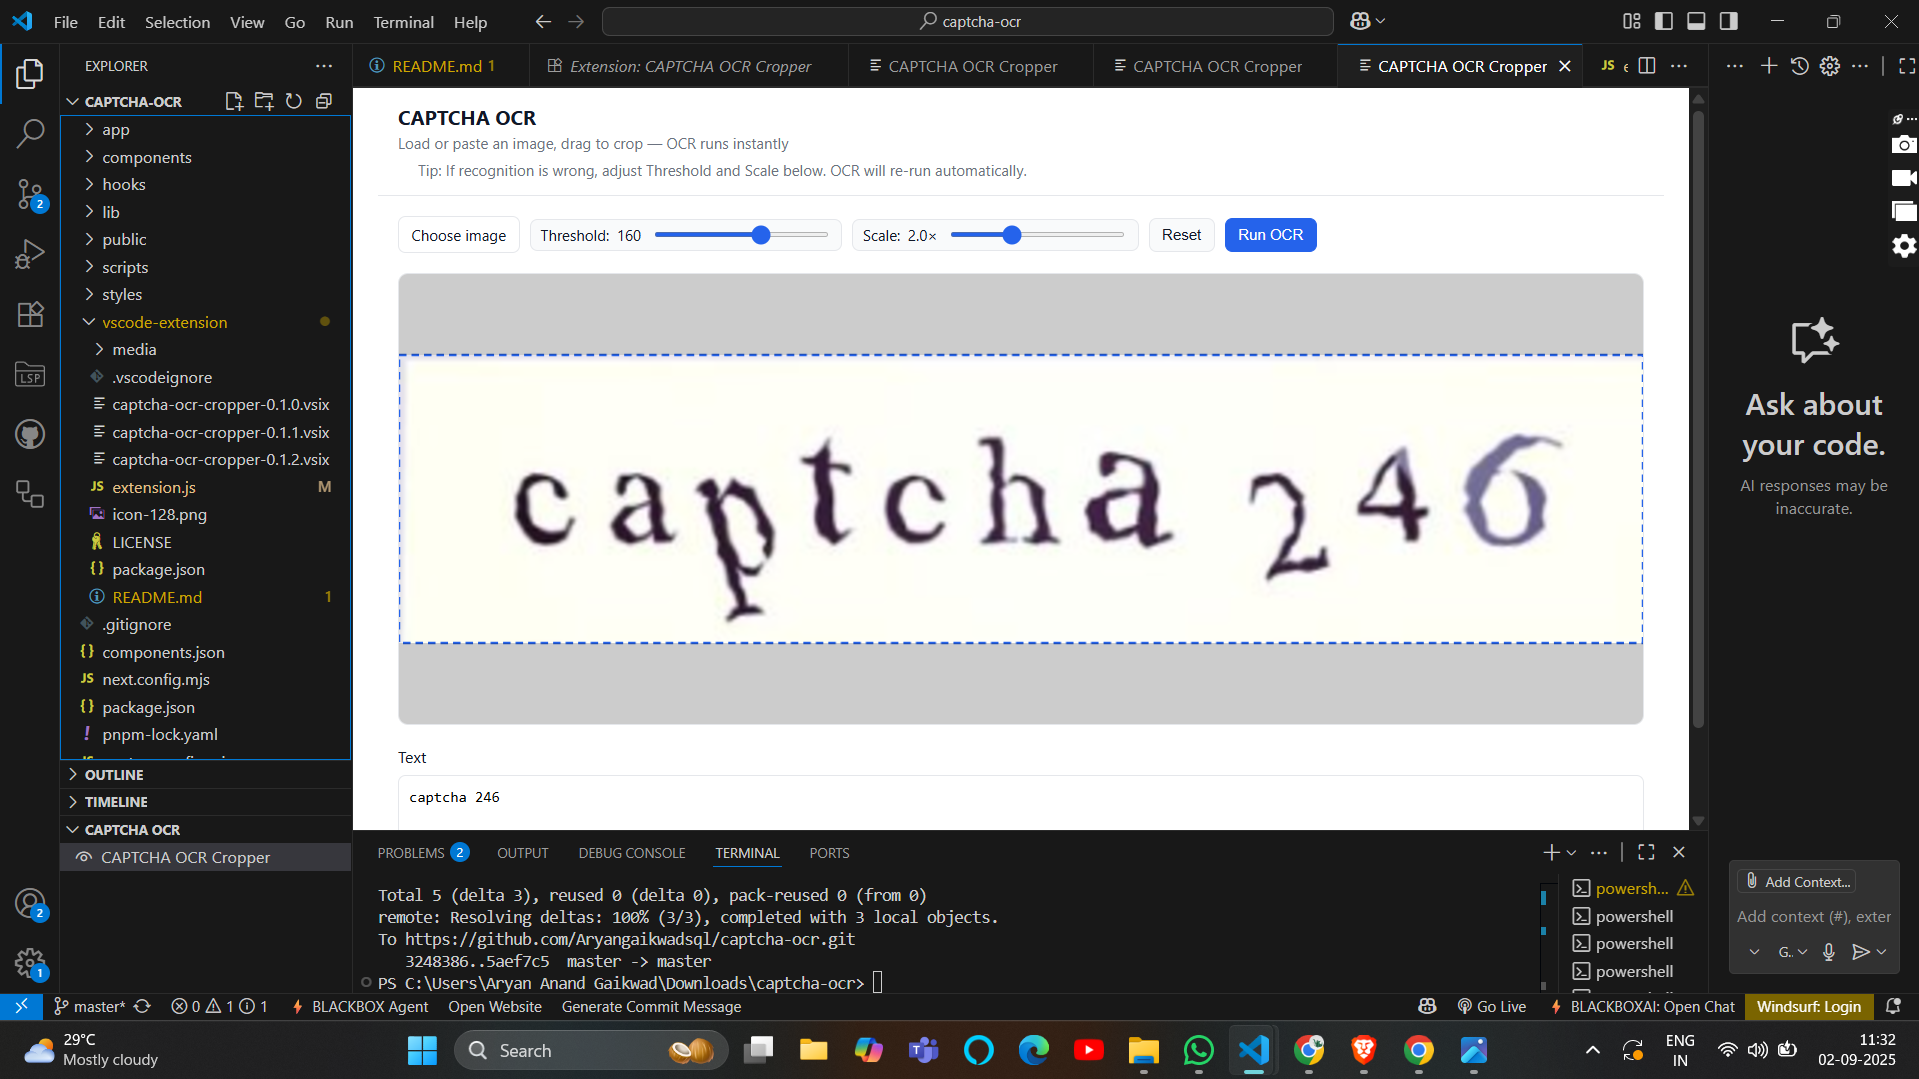 File Edit Selection View Go Run Terminal Help
captcha-ocr
EXPLORER
CAPTCHA-OCR
app
components
hooks
lib
public
scripts
styles
vscode-extension
media
.vscodeignore
captcha-ocr-cropper-0.1.0.vsix
captcha-ocr-cropper-0.1.1.vsix
captcha-ocr-cropper-0.1.2.vsix
JS extension.js M
icon-128.png
LICENSE
{} package.json
README.md 1
.gitignore
{} components.json
JS next.config.mjs
{} package.json
! pnpm-lock.yaml
OUTLINE
TIMELINE
CAPTCHA OCR
CAPTCHA OCR Cropper
README.md 1
Extension: CAPTCHA OCR Cropper
CAPTCHA OCR Cropper
CAPTCHA OCR Cropper
CAPTCHA OCR Cropper
JS e
CAPTCHA OCR
Load or paste an image, drag to crop — OCR runs instantly
Tip: If recognition is wrong, adjust Threshold and Scale below. OCR will re-run automatically.
Choose image Threshold: 160 Scale: 2.0× Reset Run OCR
captcha 246
Text
captcha 246
PROBLEMS 2 OUTPUT DEBUG CONSOLE TERMINAL PORTS
Total 5 (delta 3), reused 0 (delta 0), pack-reused 0 (from 0)
remote: Resolving deltas: 100% (3/3), completed with 3 local objects.
To https://github.com/Aryangaikwadsql/captcha-ocr.git
3248386..5aef7c5 master -> master
PS C:\Users\Aryan Anand Gaikwad\Downloads\captcha-ocr>
powersh...
powershell
powershell
powershell
Ask about
your code.
AI responses may be
inaccurate.
Add Context...
Add context (#), exter
G..
2
LSP
2
1
master* 0 1 1 BLACKBOX Agent Open Website Generate Commit Message
Go Live BLACKBOXAI: Open Chat Windsurf: Login
29°C
Mostly cloudy
Search
ENG
IN
11:32
02-09-2025